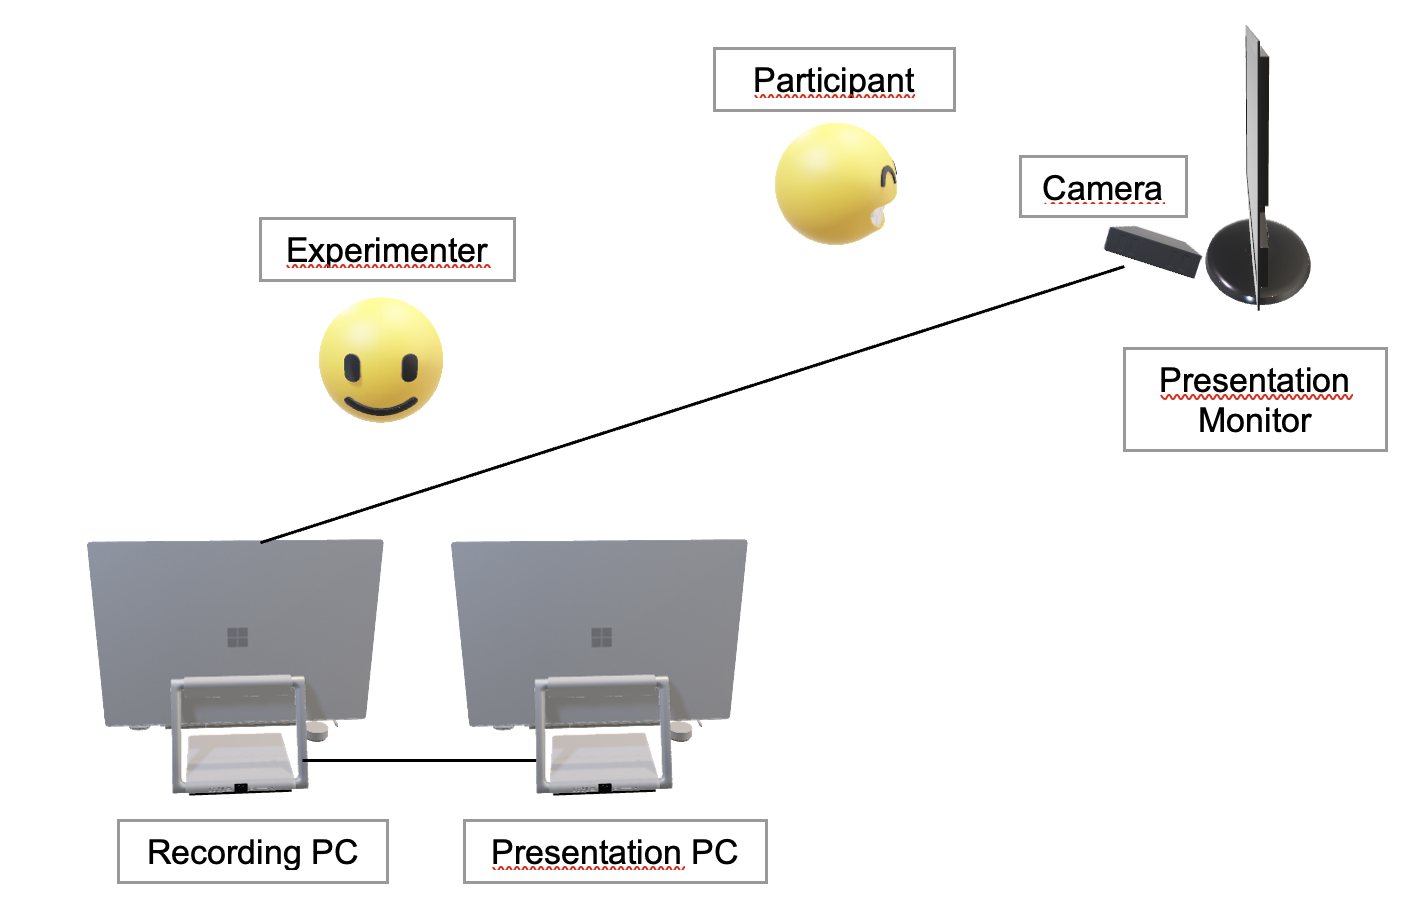 Participant
Camera
Experimenter
Presentation
Monitor
Recording PC
Presentation PC